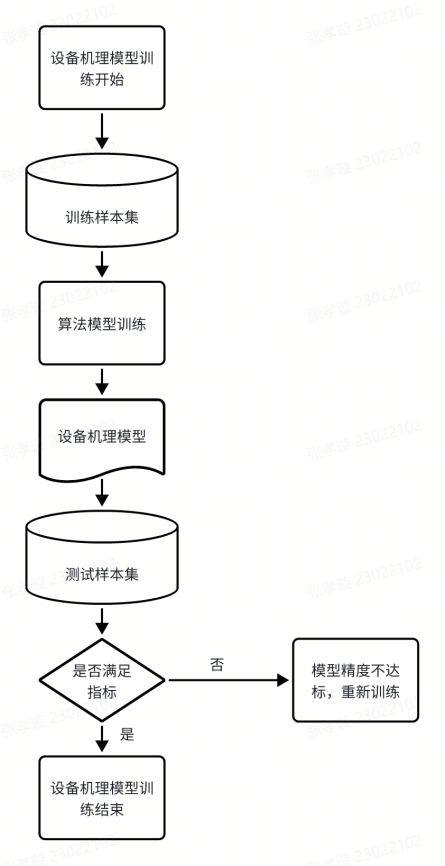 设备机理模型训
练开始
训练样本集
算法模型训练
设备机理模型
测试样本集
是否满足
指标
否
模型精度不达
标，重新训练
是
设备机理模型训
练结束